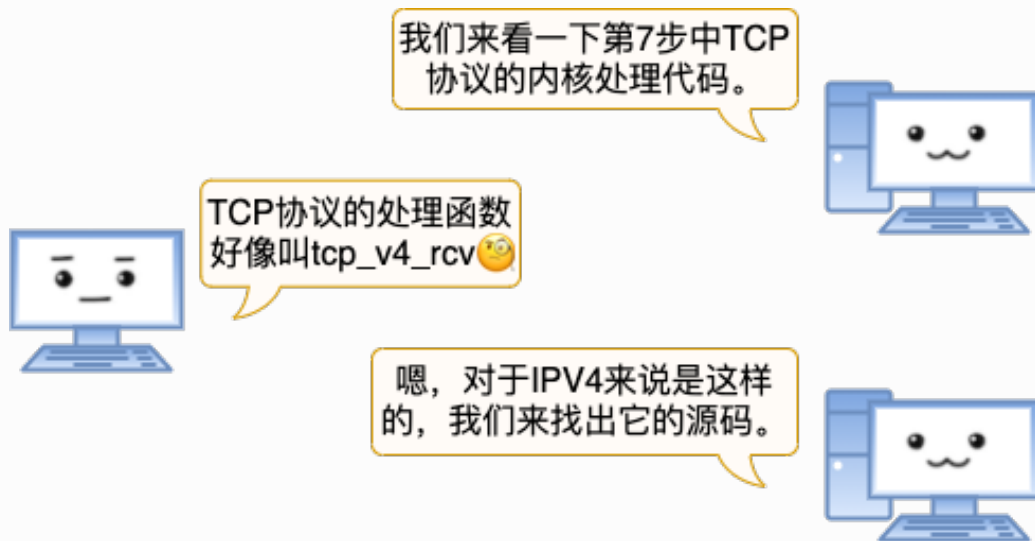 我们来看一下第7步中TCP
协议的内核处理代码。
TCP协议的处理函数
好像叫tcp_v4_rcv🧐
嗯，对于IPV4来说是这样
的，我们来找出它的源码。